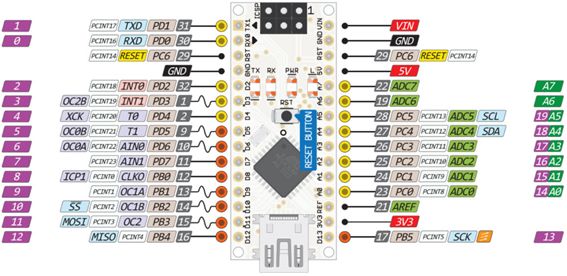 1 PCINT17 TXD PD1 31 TX1 ICSP 1 VIN VIN
0 PCINT16 RXD PD0 30 RX0 GND GND
PCINT14 RESET PC6 29 RST RST 29 PC6 RESET PCINT14
GND GND 5V 5V
2 PCINT18 INT0 PD2 32 D2 TX RX PWR L A7 22 ADC7 A7
3 OC2B PCINT19 INT1 PD3 1 D3 A6 19 ADC6 A6
4 XCK PCINT20 T0 PD4 2 D4 RST A5 28 PC5 PCINT13 ADC5 SCL 19 A5
5 OC0B PCINT21 T1 PD5 9 D5 A4 27 PC4 PCINT12 ADC4 SDA 18 A4
6 OC0A PCINT22 AIN0 PD6 10 D6 RESET BUTTON A3 26 PC3 PCINT11 ADC3 17 A3
7 PCINT23 AIN1 PD7 11 D7 A2 25 PC2 PCINT10 ADC2 16 A2
8 ICP1 PCINT0 CLKO PB0 12 D8 A1 24 PC1 PCINT9 ADC1 15 A1
9 PCINT1 OC1A PB1 13 D9 A0 23 PC0 PCINT8 ADC0 14 A0
10 SS PCINT2 OC1B PB2 14 D10 REF 21 AREF
11 MOSI PCINT3 OC2 PB3 15 D11 3V3 3V3
12 MISO PCINT4 PB4 16 D12 D13 17 PB5 PCINT5 SCK 13